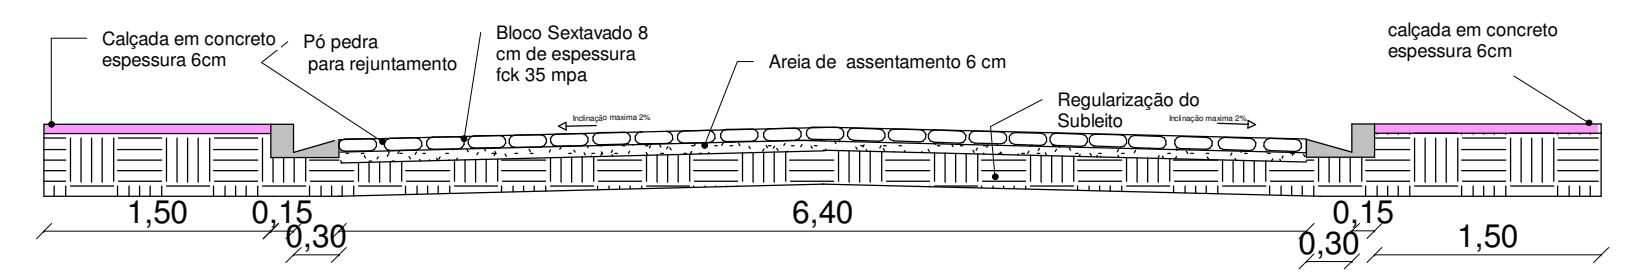 Calçada em concreto
espessura 6cm
Pó pedra
para rejuntamento
Bloco Sextavado 8
cm de espessura
fck 35 mpa
Areia de assentamento 6 cm
Regularização do
Subleito
calçada em concreto
espessura 6cm
Inclinação maxima 2%
Inclinação maxima 2%
1,50
0,15
0,30
6,40
0,15
0,30
1,50